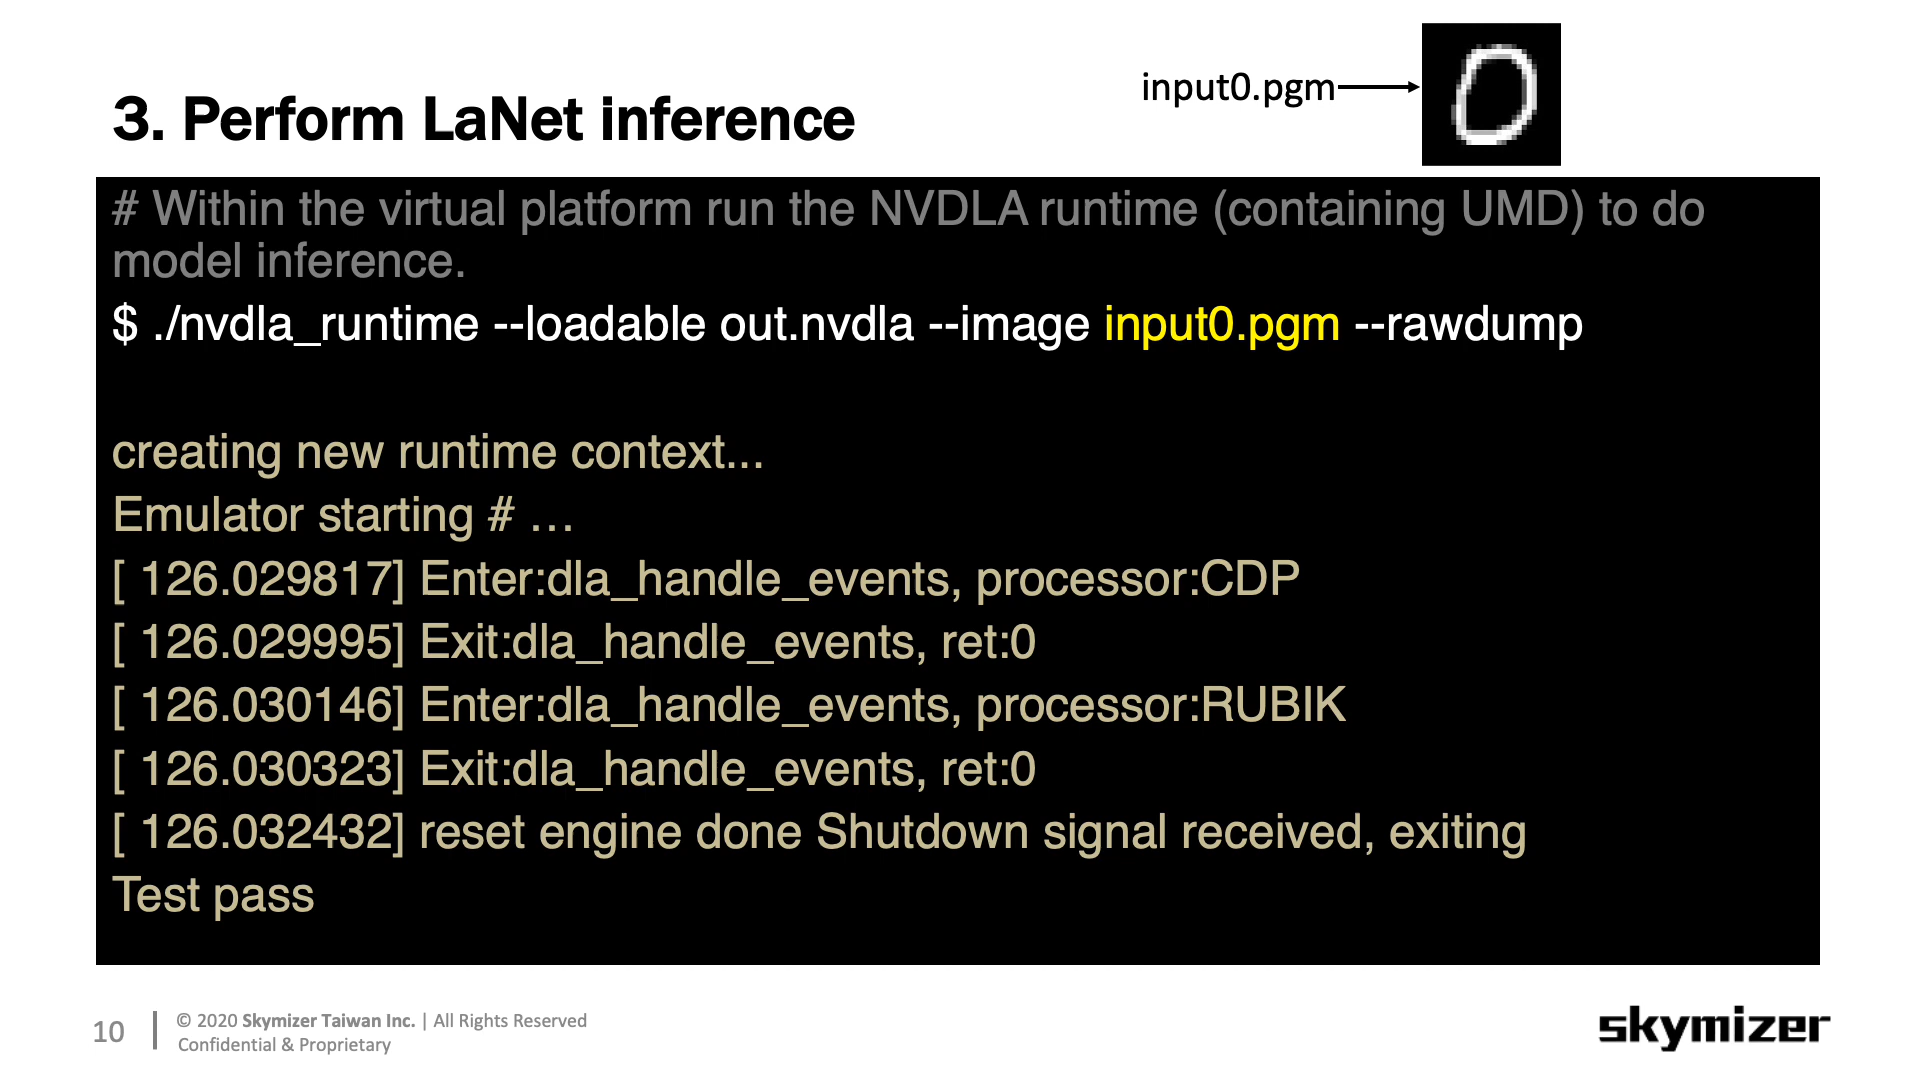 input0.pgm
3. Perform LaNet inference
# Within the virtual platform run the NVDLA runtime (containing UMD) to do
model inference.
$ ./nvdla_runtime --loadable out.nvdla --image input0.pgm --rawdump
creating new runtime context...
Emulator starting # …
[ 126.029817] Enter:dla_handle_events, processor:CDP
[ 126.029995] Exit:dla_handle_events, ret:0
[ 126.030146] Enter:dla_handle_events, processor:RUBIK
[ 126.030323] Exit:dla_handle_events, ret:0
[ 126.032432] reset engine done Shutdown signal received, exiting
Test pass
10
© 2020 Skymizer Taiwan Inc. | All Rights Reserved
Confidential & Proprietary
skymizer